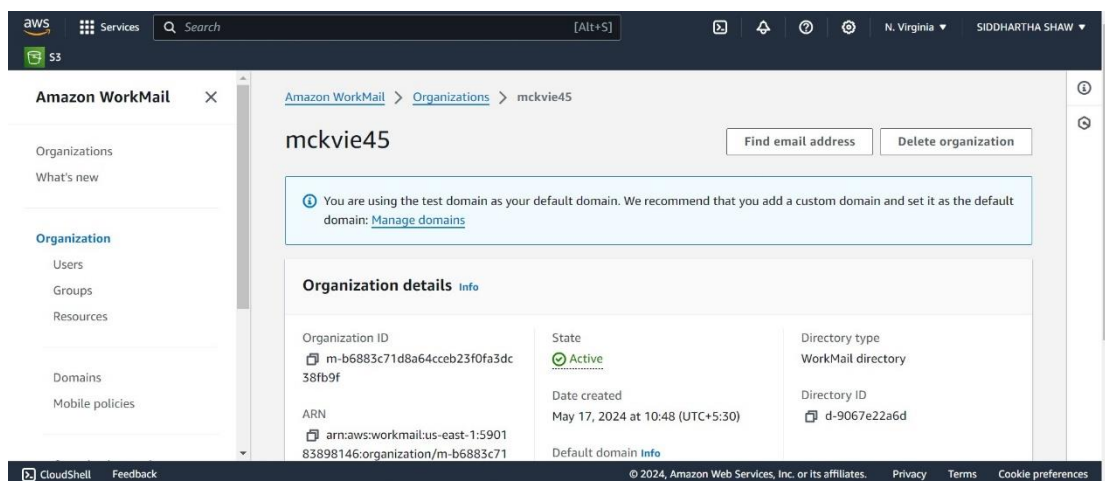 aws
Services
Search
[Alt+S]
N. Virginia ▼
SIDDHARTHA SHAW ▼
S3
Amazon WorkMail
Organizations
What's new
Organization
Users
Groups
Resources
Domains
Mobile policies
Amazon WorkMail > Organizations > mckvie45
mckvie45
Find email address
Delete organization
You are using the test domain as your default domain. We recommend that you add a custom domain and set it as the default
domain: Manage domains
Organization details Info
Organization ID
m-b6883c71d8a64cceb23f0fa3dc
38fb9f
ARN
arn:aws:workmail:us-east-1:5901
83898146:organization/m-b6883c71
State
Active
Date created
May 17, 2024 at 10:48 (UTC+5:30)
Default domain Info
Directory type
WorkMail directory
Directory ID
d-9067e22a6d
CloudShell
Feedback
© 2024, Amazon Web Services, Inc. or its affiliates.
Privacy
Terms
Cookie preferences